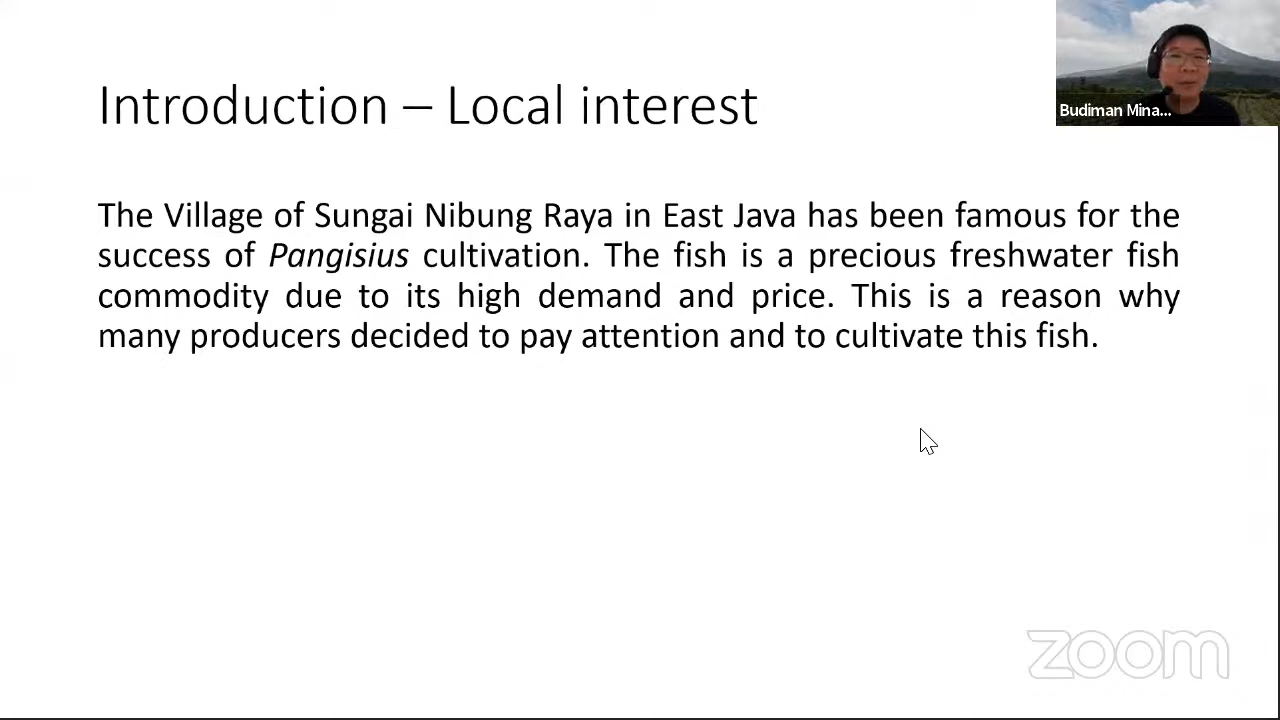 Introduction – Local interest
Budiman Mina...
The Village of Sungai Nibung Raya in East Java has been famous for the
success of Pangisius cultivation. The fish is a precious freshwater fish
commodity due to its high demand and price. This is a reason why
many producers decided to pay attention and to cultivate this fish.
zoom